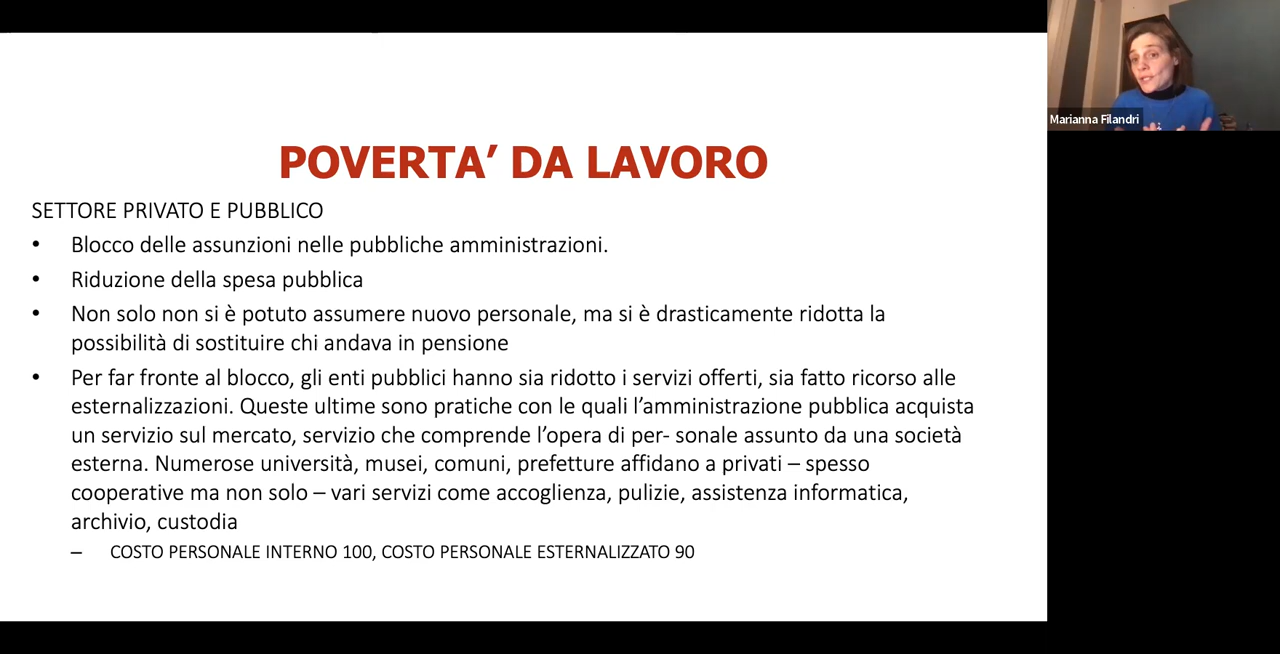 POVERTA’ DA LAVORO
SETTORE PRIVATO E PUBBLICO
• Blocco delle assunzioni nelle pubbliche amministrazioni.
• Riduzione della spesa pubblica
• Non solo non si è potuto assumere nuovo personale, ma si è drasticamente ridotta la
possibilità di sostituire chi andava in pensione
• Per far fronte al blocco, gli enti pubblici hanno sia ridotto i servizi offerti, sia fatto ricorso alle
esternalizzazioni. Queste ultime sono pratiche con le quali l’amministrazione pubblica acquista
un servizio sul mercato, servizio che comprende l’opera di per- sonale assunto da una società
esterna. Numerose università, musei, comuni, prefetture affidano a privati – spesso
cooperative ma non solo – vari servizi come accoglienza, pulizie, assistenza informatica,
archivio, custodia
– COSTO PERSONALE INTERNO 100, COSTO PERSONALE ESTERNALIZZATO 90
Marianna Filandri